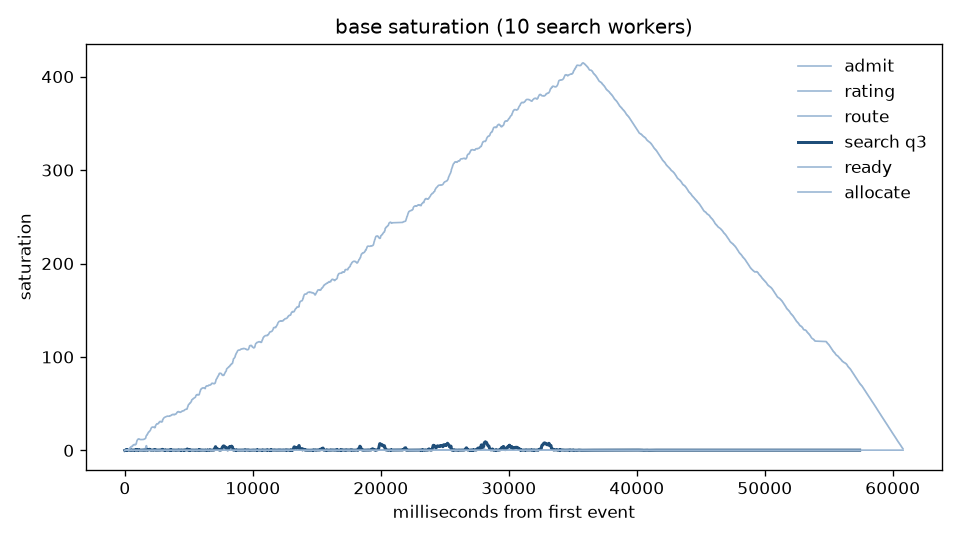 base saturation (10 search workers)
admit
rating
route
search q3
ready
allocate
saturation
400
300
200
100
0
0 10000 20000 30000 40000 50000 60000
milliseconds from first event